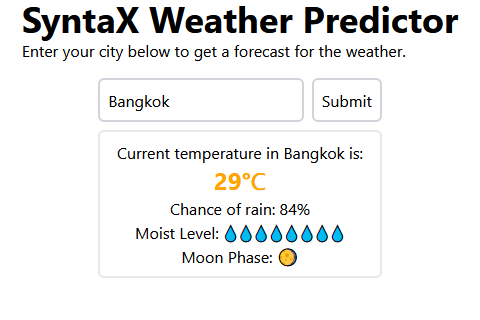 SyntaX Weather Predictor
Enter your city below to get a forecast for the weather.
Bangkok
Submit
Current temperature in Bangkok is:
29°C
Chance of rain: 84%
Moist Level: 💧💧💧💧💧💧💧💧
Moon Phase: 🌕